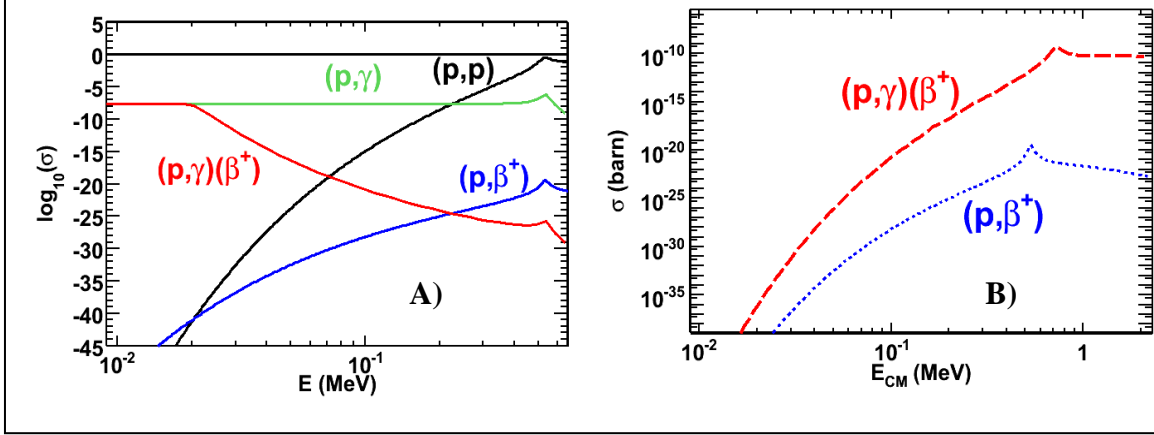 5
0
-5
-10
-15
-20
-25
-30
-35
-40
-45
log₁₀(σ)
(p,γ)
(p,p)
(p,γ)(β⁺)
(p,β⁺)
A)
10⁻²
10⁻¹
E (MeV)
10⁻¹⁰
10⁻¹⁵
10⁻²⁰
10⁻²⁵
10⁻³⁰
10⁻³⁵
σ (barn)
(p,γ)(β⁺)
(p,β⁺)
B)
10⁻²
10⁻¹
1
E_CM (MeV)